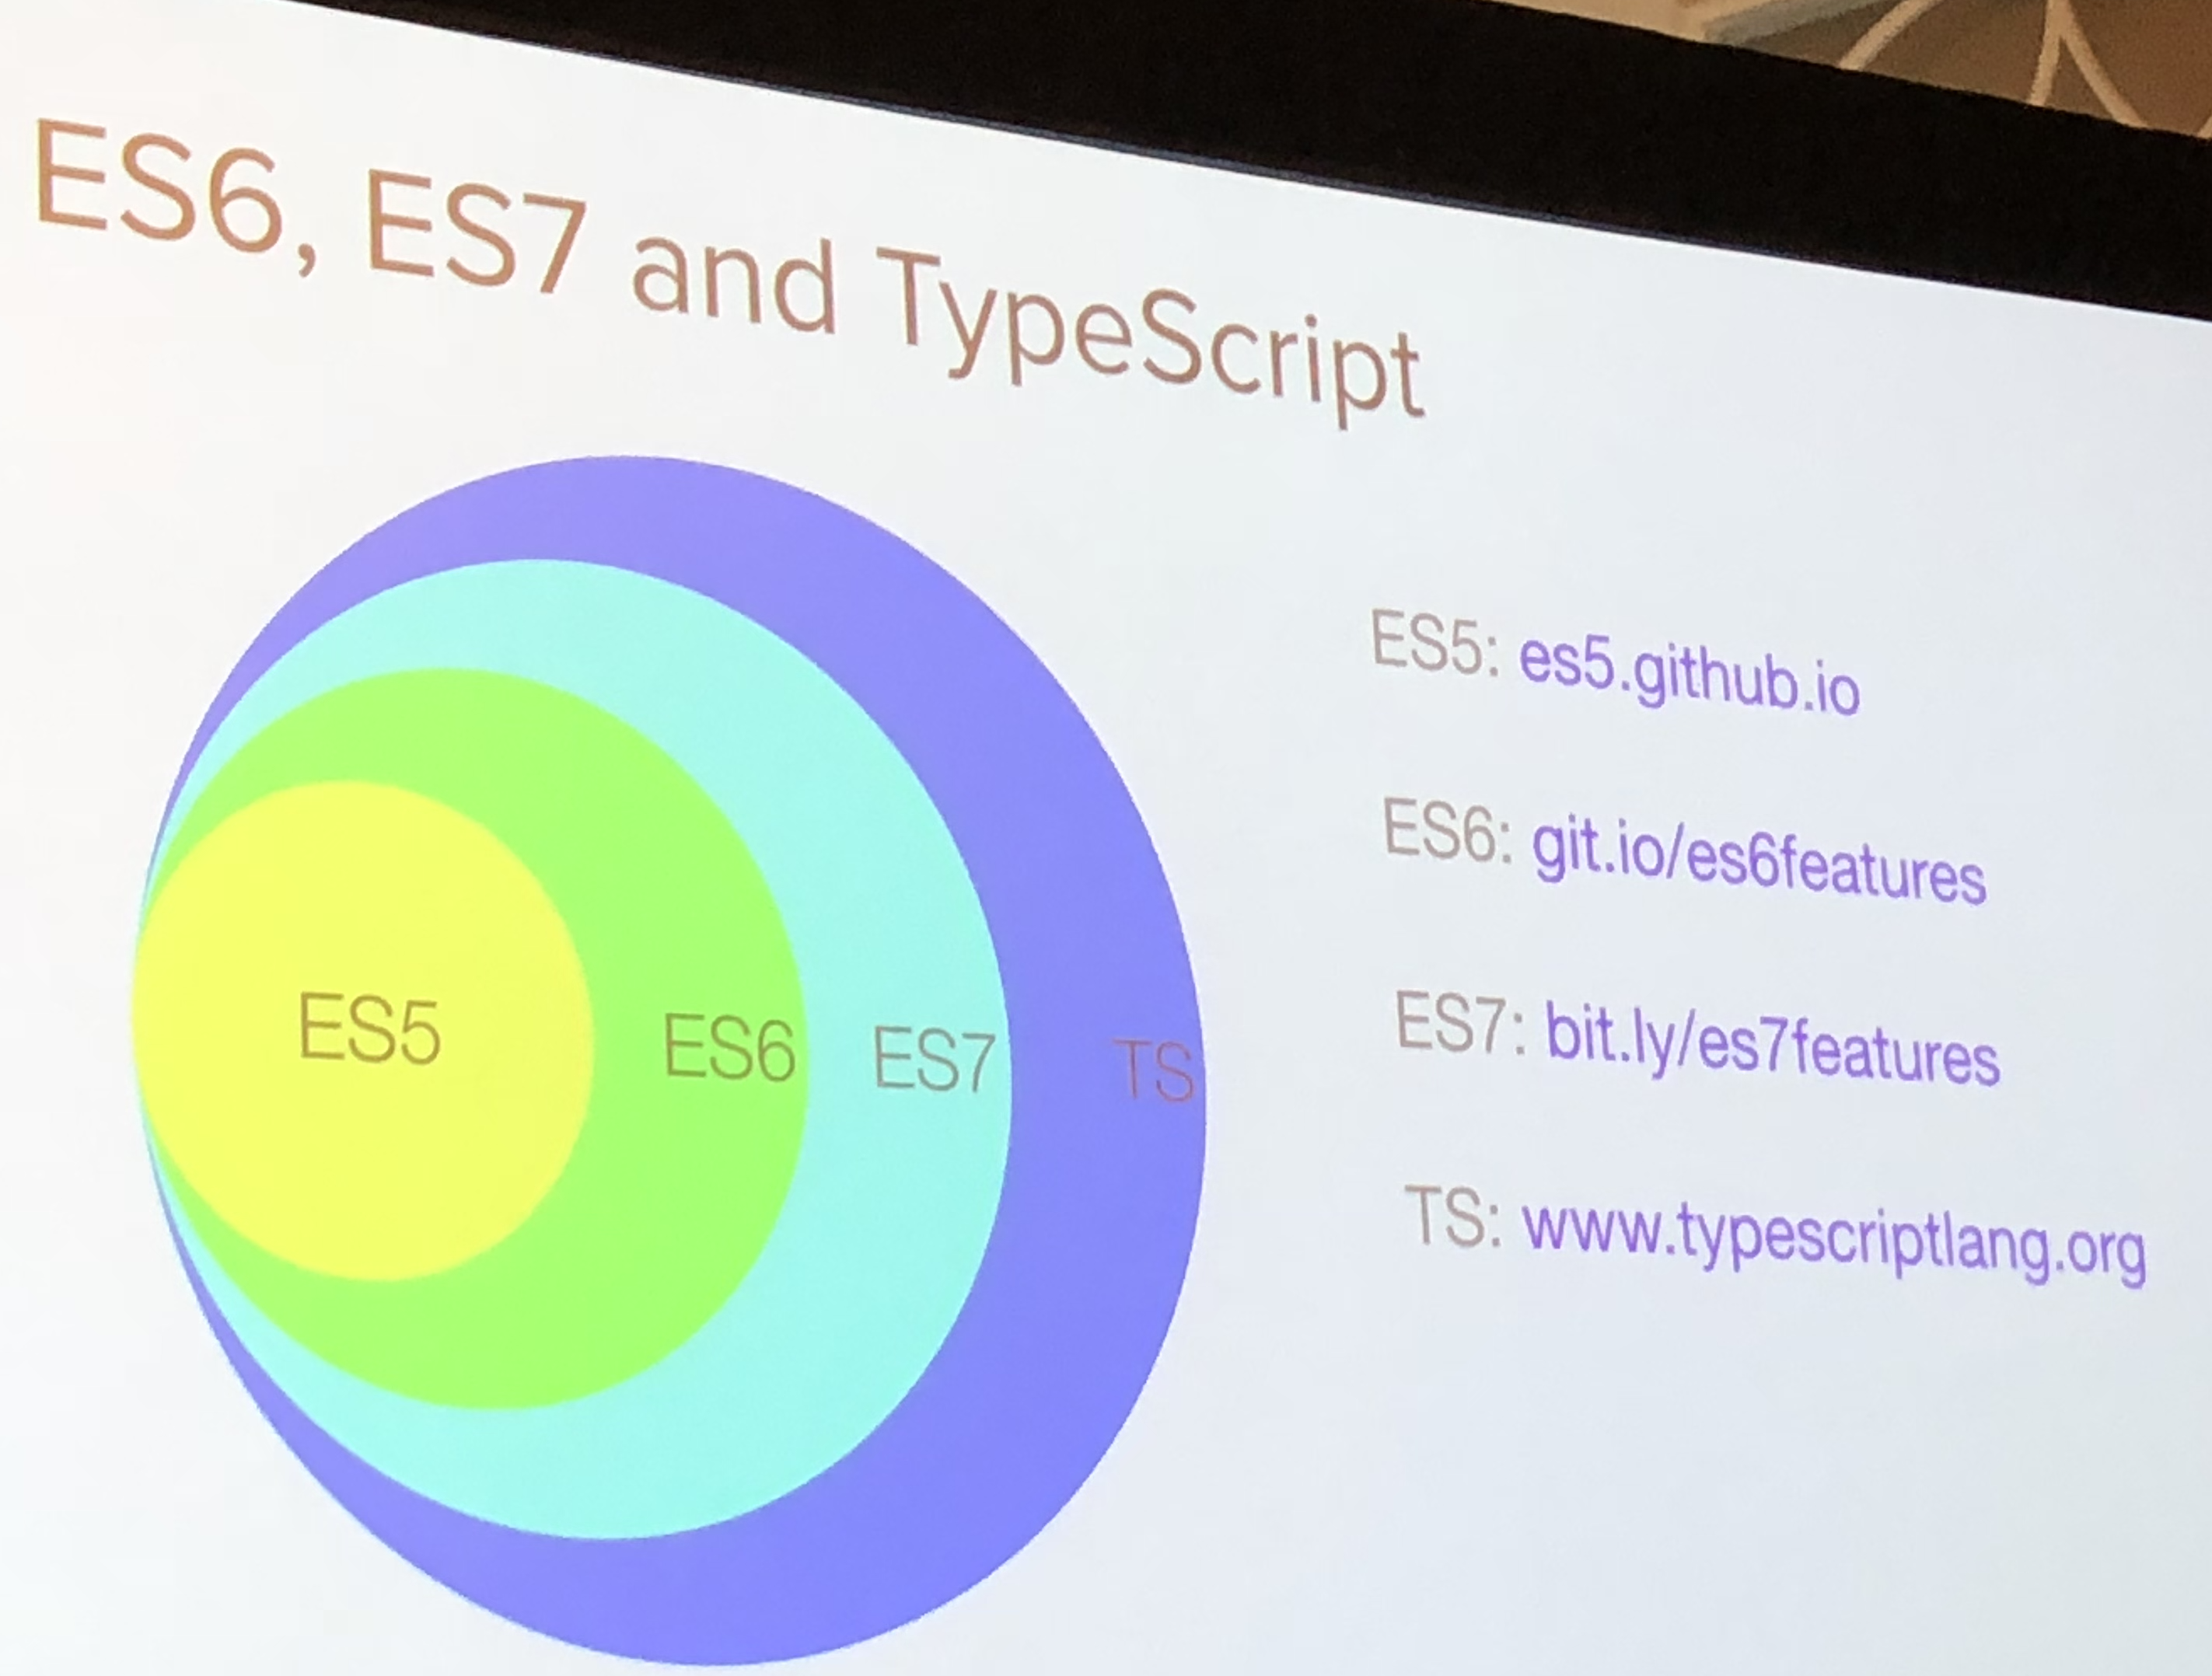 ES6, ES7 and TypeScript
ES5
ES6
ES7
TS
ES5: es5.github.io
ES6: git.io/es6features
ES7: bit.ly/es7features
TS: www.typescriptlang.org